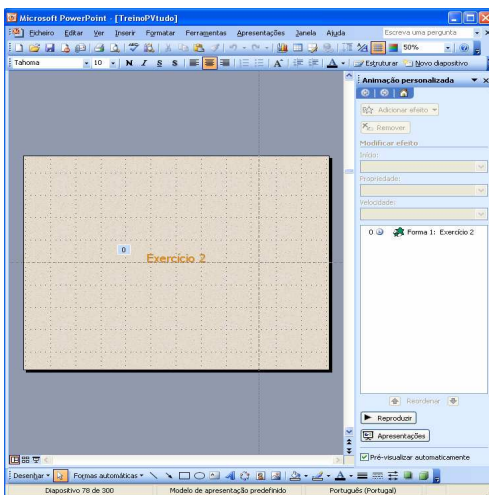 Microsoft PowerPoint - [TreinoPVtudo]
Ficheiro Editar Ver Inserir Formatar Ferramentas Apresentações Janela Ajuda Escreva uma pergunta
50%
Tahoma 10 N I S S A A Estruturar Novo diapositivo
Animação personalizada
Adicionar efeito
Remover
Modificar efeito
Início:
Propriedade:
Velocidade:
0 Forma 1: Exercício 2
0
Exercício 2
Reordenar
Reproduzir
Apresentações
Pré-visualizar automaticamente
Desenhar Formas automáticas A
Diapositivo 78 de 300 Modelo de apresentação predefinido Português (Portugal)